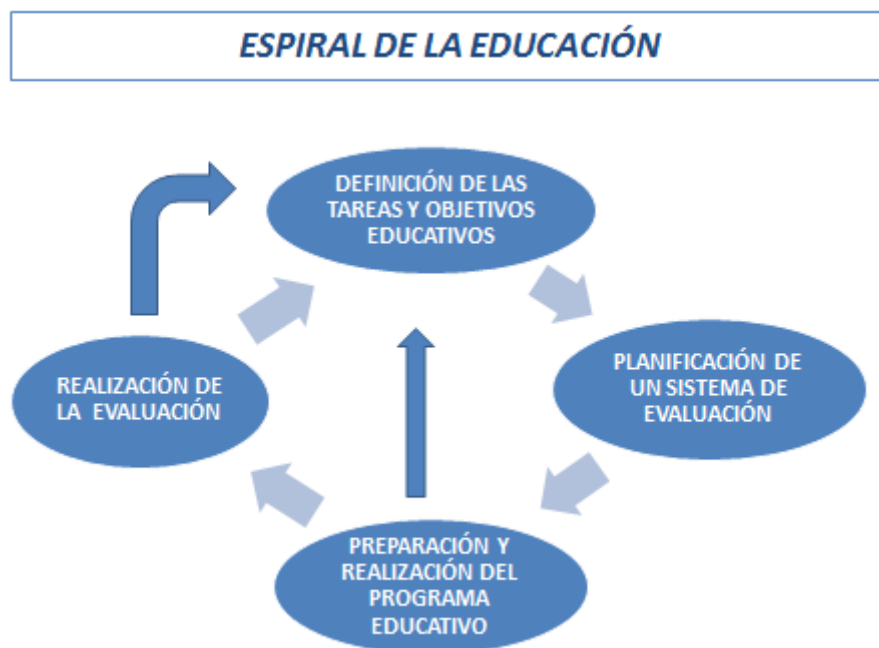 ESPIRAL DE LA EDUCACIÓN
DEFINICIÓN DE LAS
TAREAS Y OBJETIVOS
EDUCATIVOS
PLANIFICACIÓN DE
UN SISTEMA DE
EVALUACIÓN
REALIZACIÓN DE
LA EVALUACIÓN
PREPARACIÓN Y
REALIZACIÓN DEL
PROGRAMA
EDUCATIVO